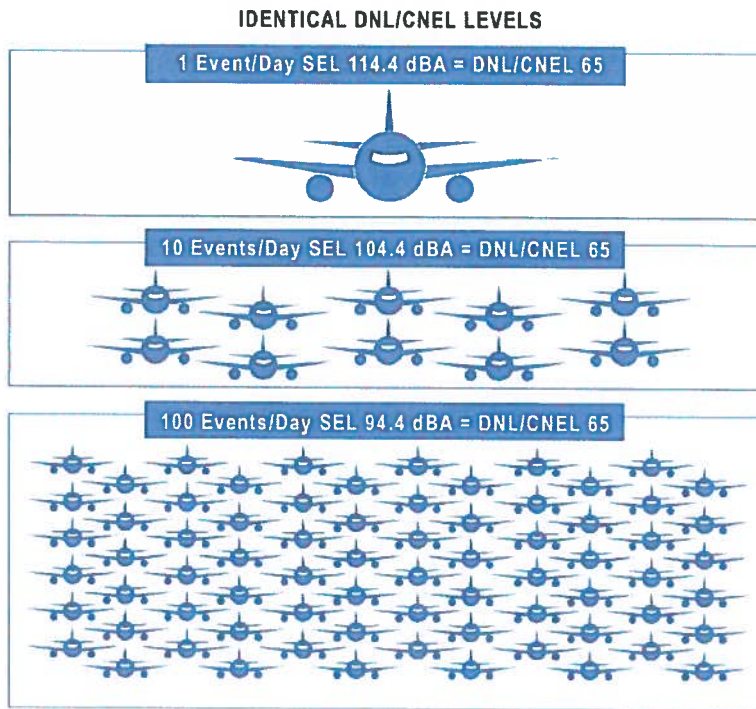 IDENTICAL DNL/CNEL LEVELS
1 Event/Day SEL 114.4 dBA = DNL/CNEL 65
10 Events/Day SEL 104.4 dBA = DNL/CNEL 65
100 Events/Day SEL 94.4 dBA = DNL/CNEL 65